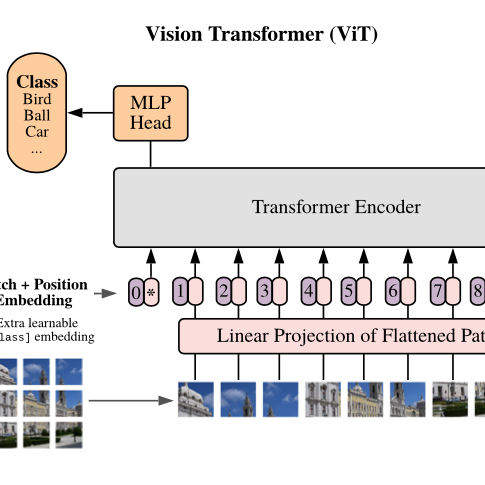 Vision Transformer (ViT)
Class
Bird
Ball
Car
...
MLP
Head
Transformer Encoder
tch + Position
Embedding
0 * 1 2 3 4 5 6 7 8
Extra learnable
lass] embedding
Linear Projection of Flattened Pat